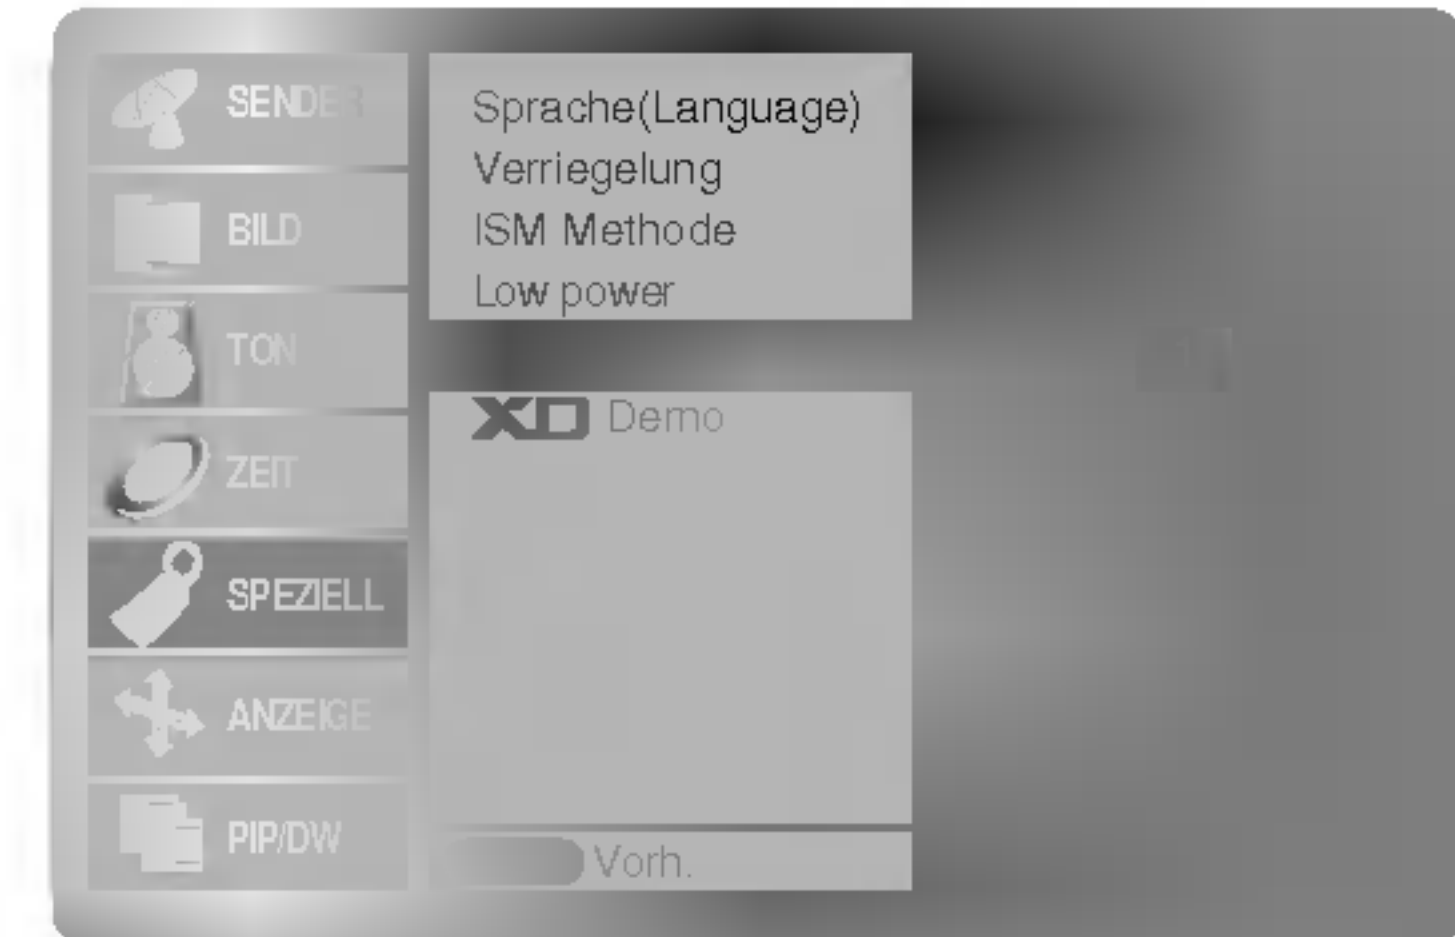 SENDER
BILD
TON
ZEIT
SPEZIELL
ANZEIGE
PIP/DW
Sprache(Language)
Verriegelung
ISM Methode
Low power
XD Demo
Vorh.